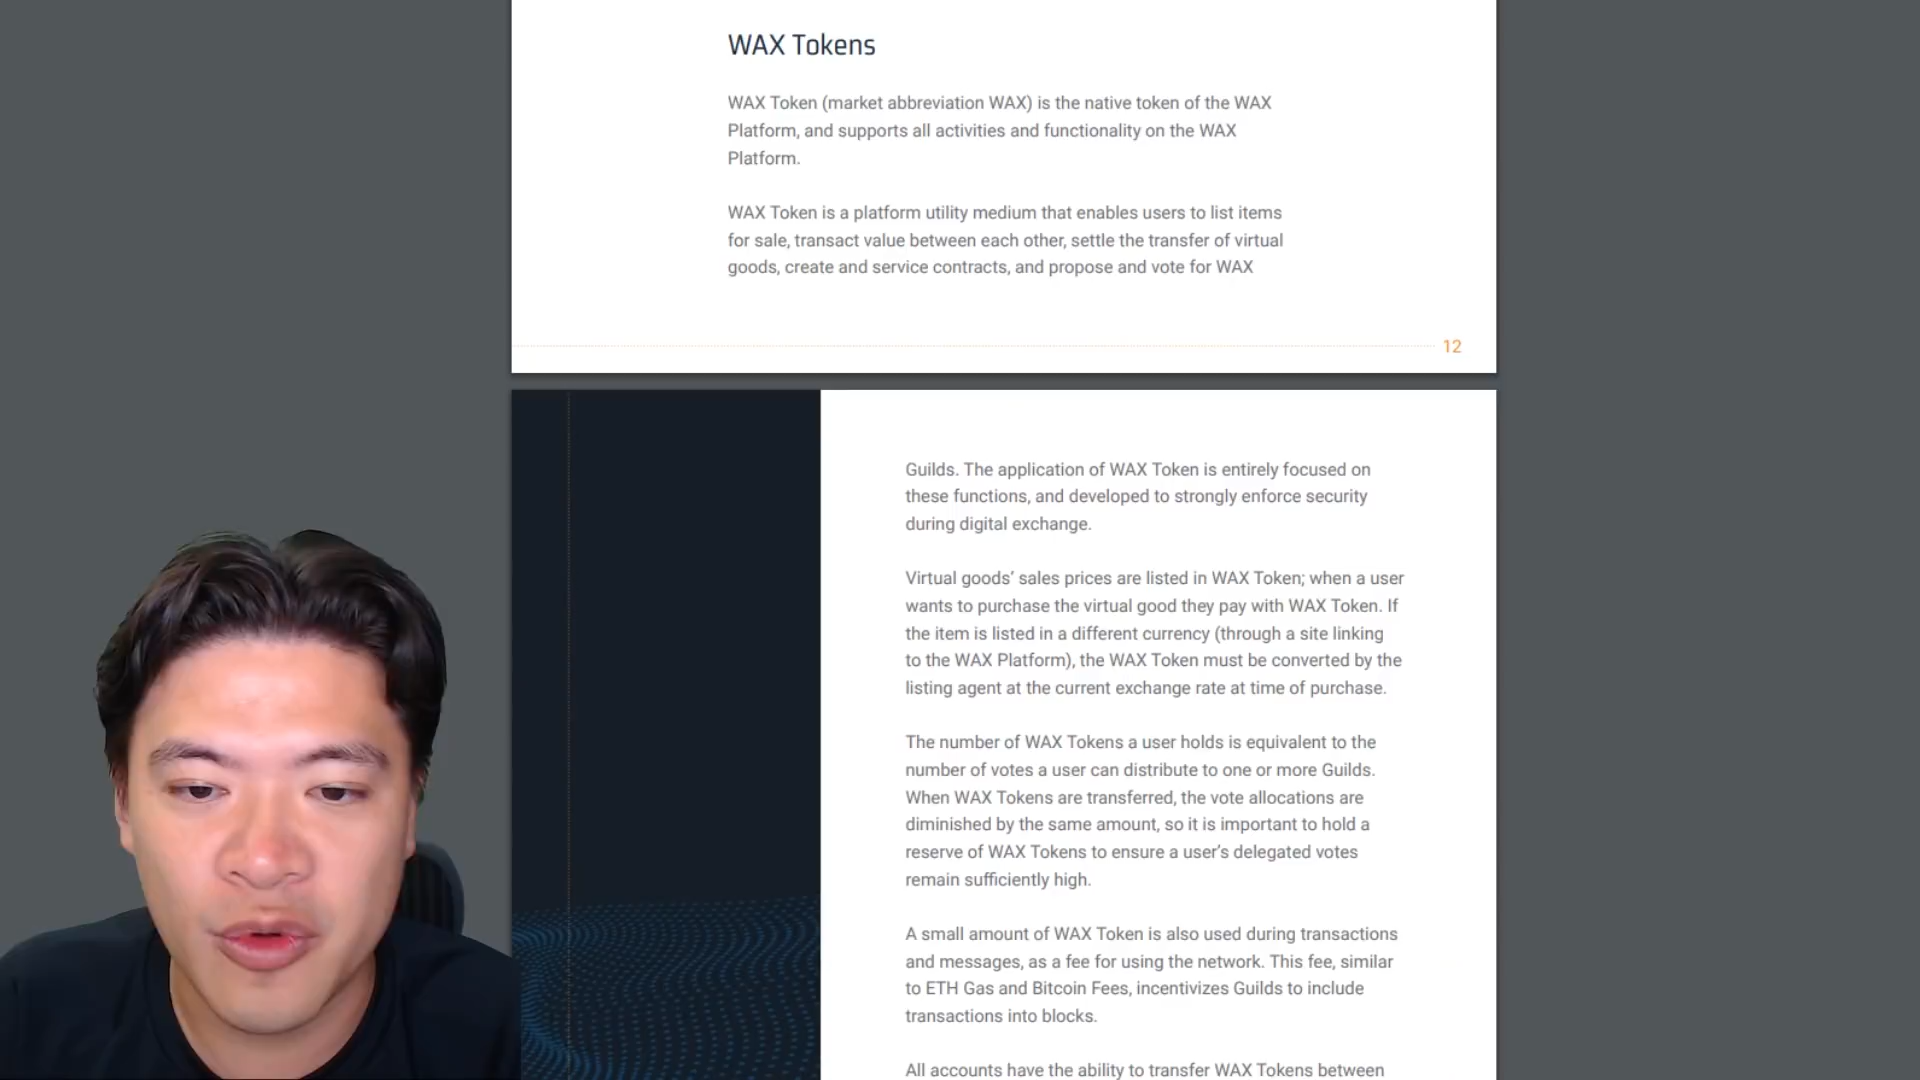 WAX Tokens
WAX Token (market abbreviation WAX) is the native token of the WAX
Platform, and supports all activities and functionality on the WAX
Platform.
WAX Token is a platform utility medium that enables users to list items
for sale, transact value between each other, settle the transfer of virtual
goods, create and service contracts, and propose and vote for WAX
12
Guilds. The application of WAX Token is entirely focused on
these functions, and developed to strongly enforce security
during digital exchange.
Virtual goods’ sales prices are listed in WAX Token; when a user
wants to purchase the virtual good they pay with WAX Token. If
the item is listed in a different currency (through a site linking
to the WAX Platform), the WAX Token must be converted by the
listing agent at the current exchange rate at time of purchase.
The number of WAX Tokens a user holds is equivalent to the
number of votes a user can distribute to one or more Guilds.
When WAX Tokens are transferred, the vote allocations are
diminished by the same amount, so it is important to hold a
reserve of WAX Tokens to ensure a user’s delegated votes
remain sufficiently high.
A small amount of WAX Token is also used during transactions
and messages, as a fee for using the network. This fee, similar
to ETH Gas and Bitcoin Fees, incentivizes Guilds to include
transactions into blocks.
All accounts have the ability to transfer WAX Tokens between